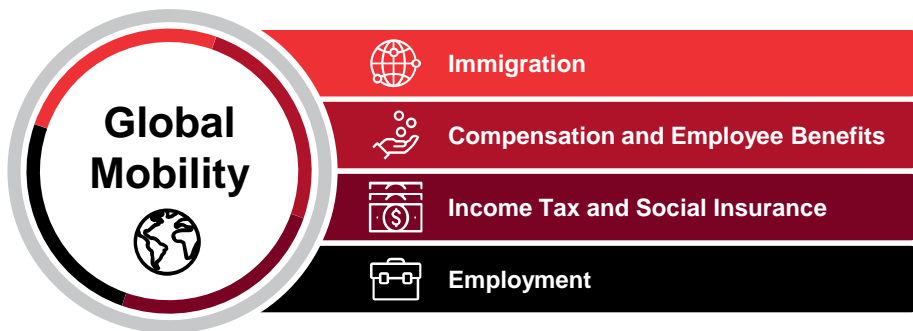 Global
Mobility
Immigration
Compensation and Employee Benefits
Income Tax and Social Insurance
Employment